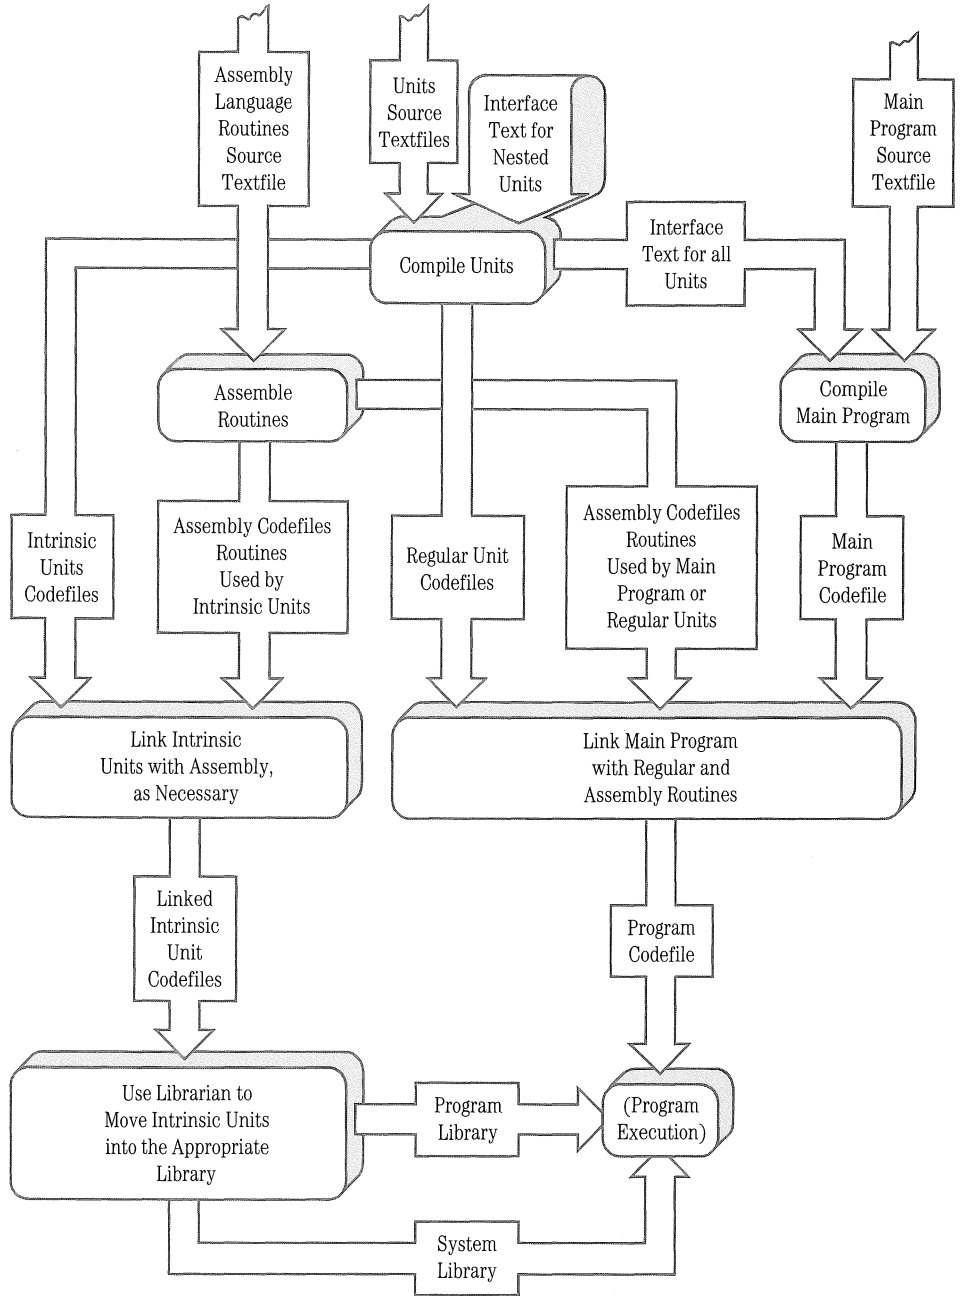 Assembly
Language
Routines
Source
Textfile
Units
Source
Textfiles
Interface
Text for
Nested
Units
Main
Program
Source
Textfile
Compile Units
Interface
Text for all
Units
Assemble
Routines
Compile
Main Program
Intrinsic
Units
Codefiles
Assembly Codefiles
Routines
Used by
Intrinsic Units
Regular Unit
Codefiles
Assembly Codefiles
Routines
Used by Main
Program or
Regular Units
Main
Program
Codefile
Link Intrinsic
Units with Assembly,
as Necessary
Link Main Program
with Regular and
Assembly Routines
Linked
Intrinsic
Unit
Codefiles
Program
Codefile
Use Librarian to
Move Intrinsic Units
into the Appropriate
Library
Program
Library
(Program
Execution)
System
Library